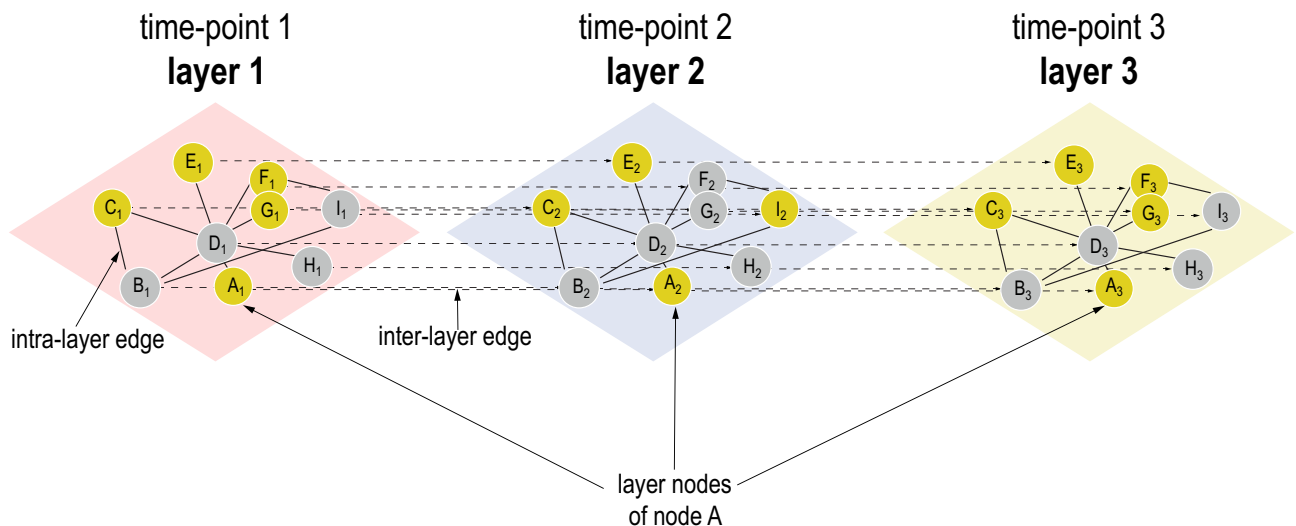 time-point 1
layer 1
time-point 2
layer 2
time-point 3
layer 3
E₁
F₁
C₁
G₁
I₁
D₁
H₁
B₁
A₁
E₂
F₂
C₂
G₂
I₂
D₂
H₂
B₂
A₂
E₃
F₃
C₃
G₃
I₃
D₃
H₃
B₃
A₃
intra-layer edge
inter-layer edge
layer nodes
of node A